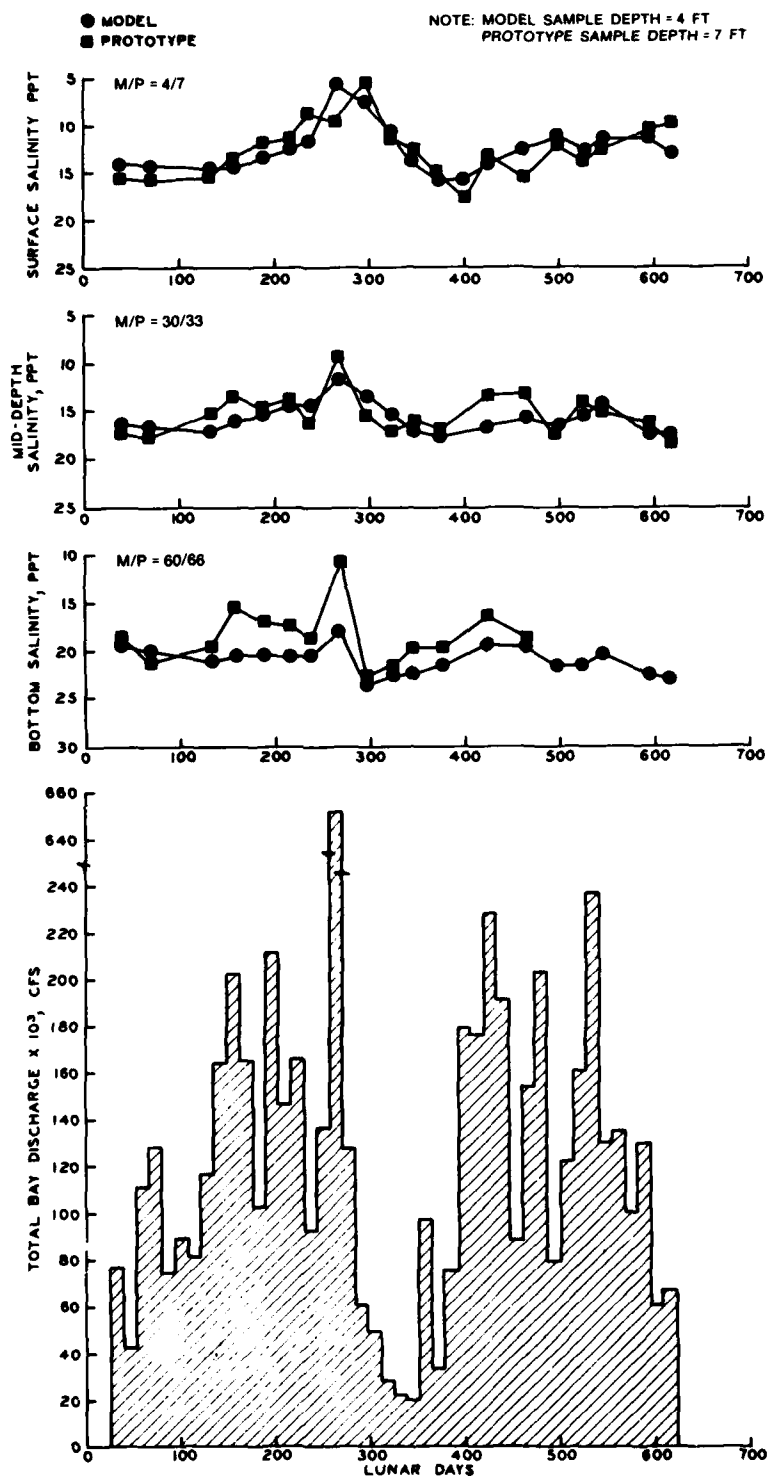 ● MODEL
■ PROTOTYPE
NOTE: MODEL SAMPLE DEPTH = 4 FT
PROTOTYPE SAMPLE DEPTH = 7 FT
M/P = 4/7
SURFACE SALINITY PPT
5
10
15
20
25
0 100 200 300 400 500 600 700
M/P = 30/33
MID-DEPTH
SALINITY, PPT
5
10
15
20
25
0 100 200 300 400 500 600 700
M/P = 60/66
BOTTOM SALINITY, PPT
10
15
20
25
30
0 100 200 300 400 500 600 700
TOTAL BAY DISCHARGE x 10³, CFS
660
640
240
220
200
180
160
140
120
100
80
60
40
20
0
0 100 200 300 400 500 600 700
LUNAR DAYS